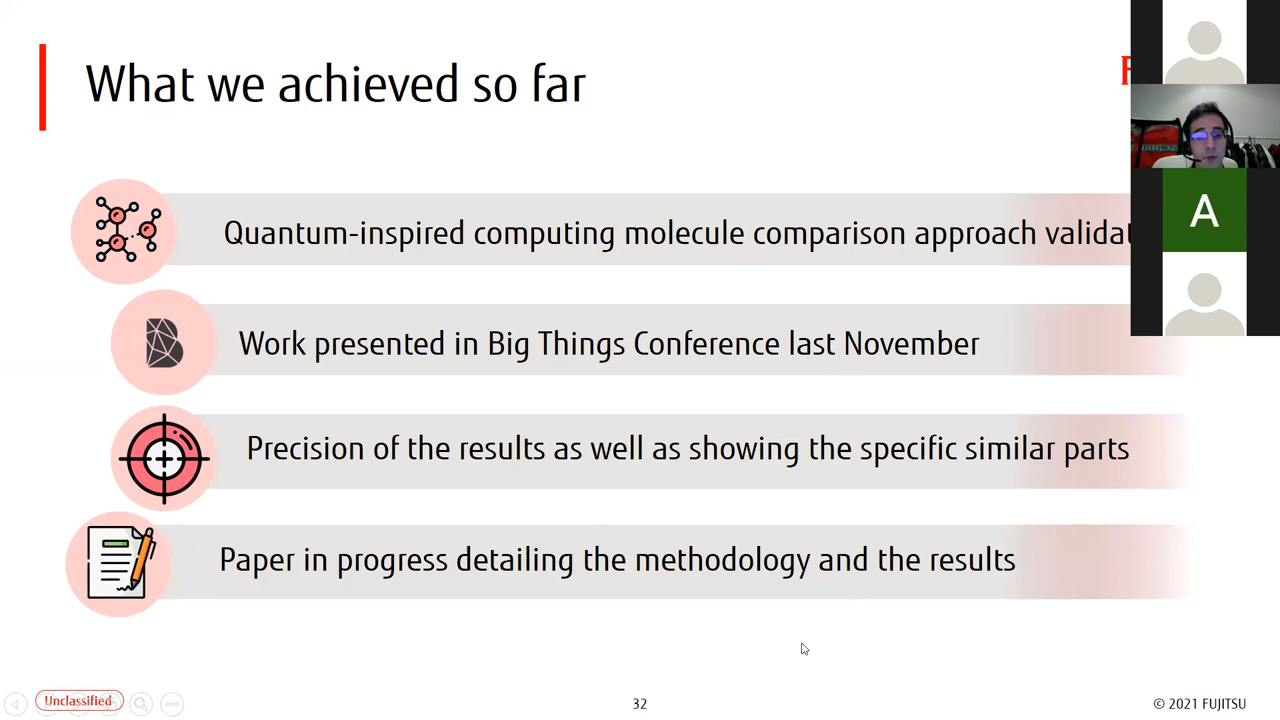 What we achieved so far
F
Quantum-inspired computing molecule comparison approach
A
Work presented in Big Things Conference last November
Precision of the results as well as showing the specific similar parts
Paper in progress detailing the methodology and the results
Unclassified
32
© 2021 FUJITSU